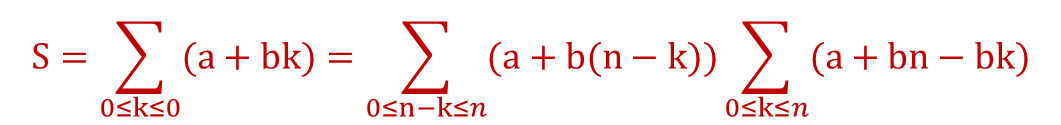 S = ∑_{0≤k≤0} (a + bk) = ∑_{0≤n−k≤n} (a + b(n − k)) ∑_{0≤k≤n} (a + bn − bk)